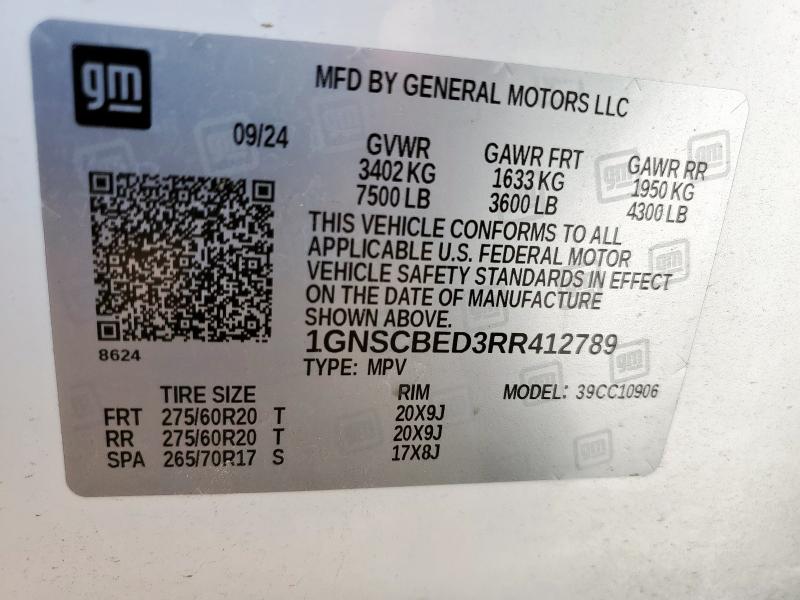 gm
MFD BY GENERAL MOTORS LLC
09/24
GVWR GAWR FRT GAWR RR
3402 KG 1633 KG 1950 KG
7500 LB 3600 LB 4300 LB
THIS VEHICLE CONFORMS TO ALL
APPLICABLE U.S. FEDERAL MOTOR
VEHICLE SAFETY STANDARDS IN EFFECT
ON THE DATE OF MANUFACTURE
SHOWN ABOVE.
8624
1GNSCBED3RR412789
TYPE: MPV
MODEL: 39CC10906
TIRE SIZE RIM
FRT 275/60R20 T 20X9J
RR 275/60R20 T 20X9J
SPA 265/70R17 S 17X8J